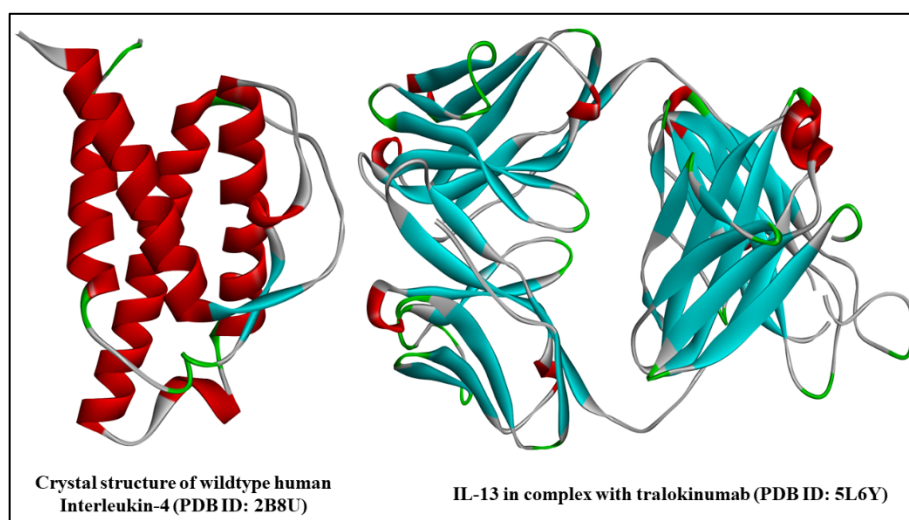 Crystal structure of wildtype human
Interleukin-4 (PDB ID: 2B8U)
IL-13 in complex with tralokinumab (PDB ID: 5L6Y)